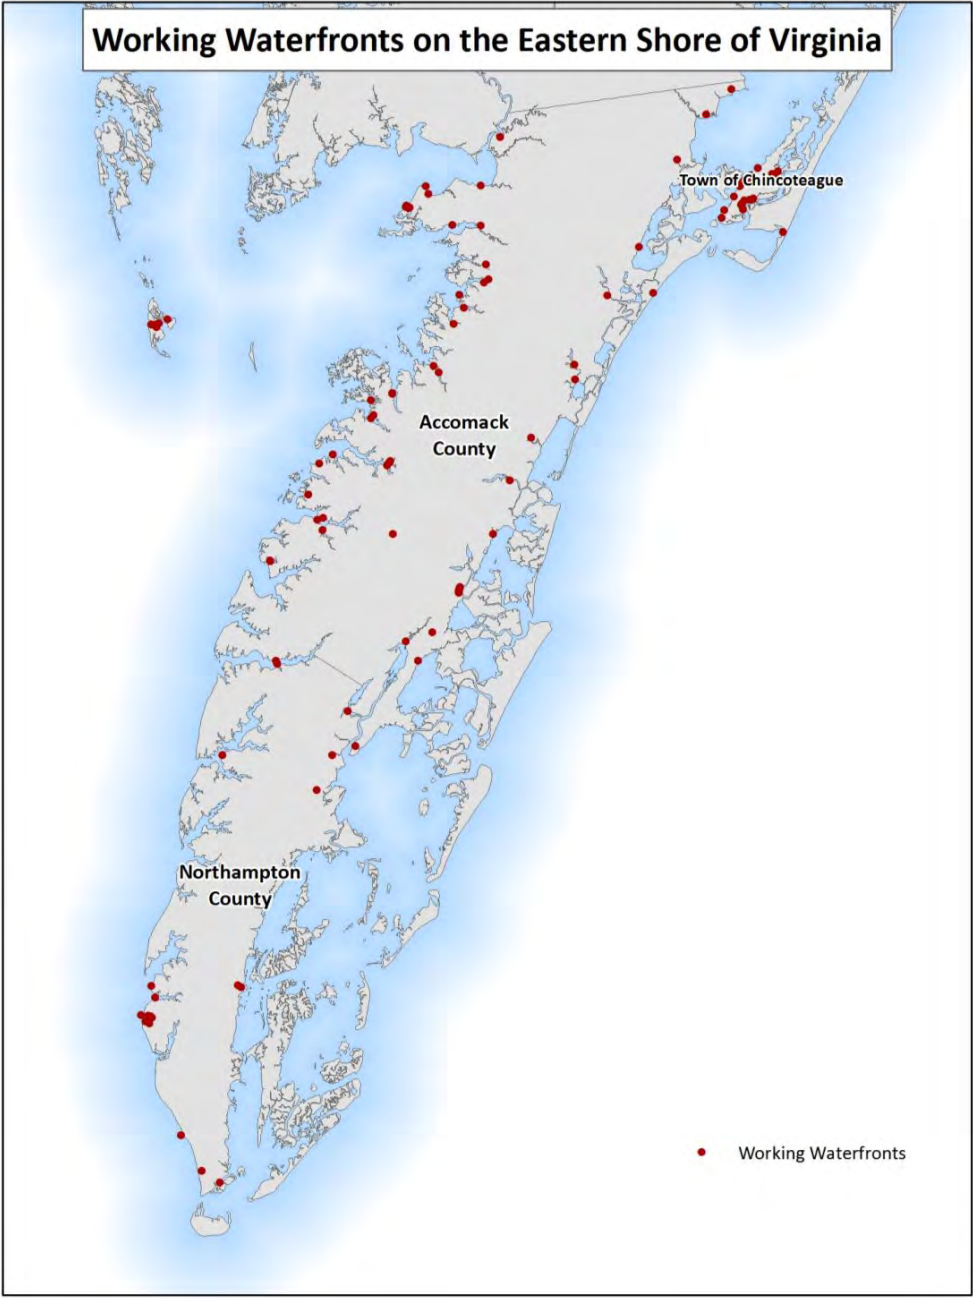 Working Waterfronts on the Eastern Shore of Virginia
Town of Chincoteague
Accomack
County
Northampton
County
Working Waterfronts